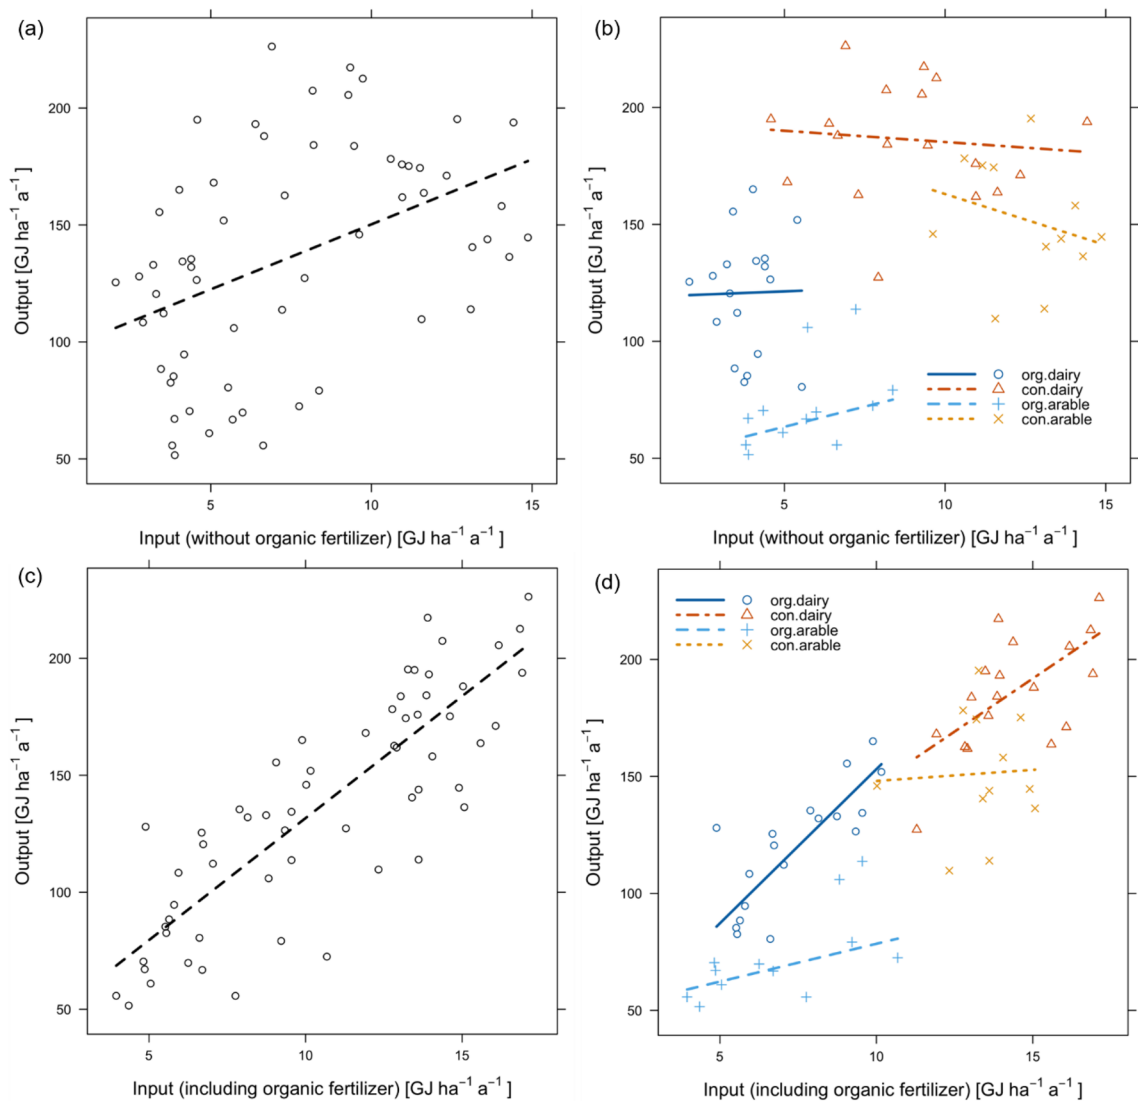 (a)
Output [GJ ha⁻¹ a⁻¹ ]
200
150
100
50
5 10 15
Input (without organic fertilizer) [GJ ha⁻¹ a⁻¹ ]
(b)
Output [GJ ha⁻¹ a⁻¹ ]
200
150
100
50
org.dairy
con.dairy
org.arable
con.arable
5 10 15
Input (without organic fertilizer) [GJ ha⁻¹ a⁻¹ ]
(c)
Output [GJ ha⁻¹ a⁻¹ ]
200
150
100
50
5 10 15
Input (including organic fertilizer) [GJ ha⁻¹ a⁻¹ ]
(d)
org.dairy
con.dairy
org.arable
con.arable
Output [GJ ha⁻¹ a⁻¹ ]
200
150
100
50
5 10 15
Input (including organic fertilizer) [GJ ha⁻¹ a⁻¹ ]